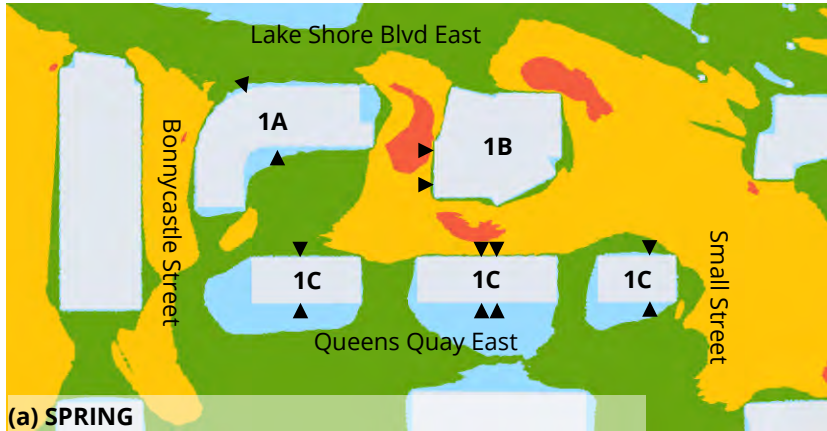 Lake Shore Blvd East
1A
Bonnycastle Street
1B
1C
1C
1C
Small Street
Queens Quay East
(a) SPRING